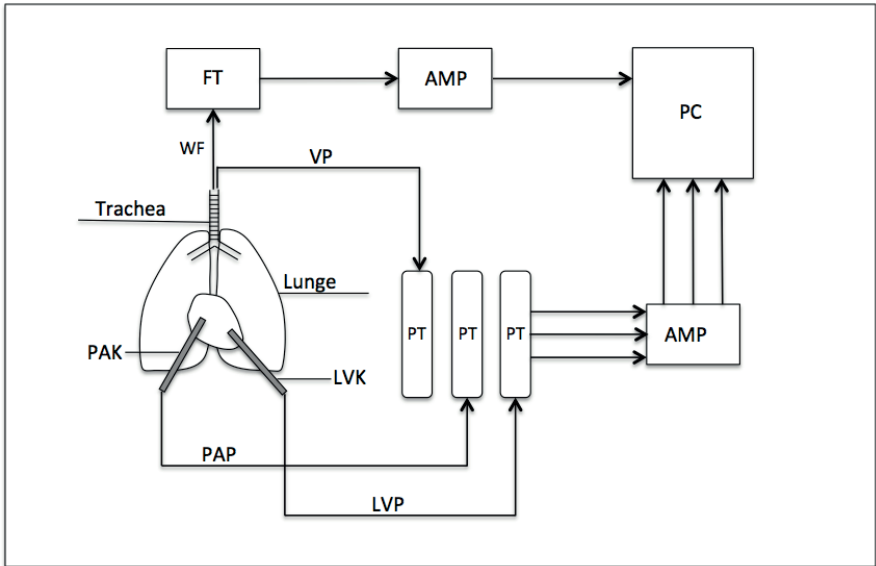 FT
AMP
PC
WF
VP
Trachea
Lunge
PT
PT
PT
AMP
PAK
LVK
PAP
LVP